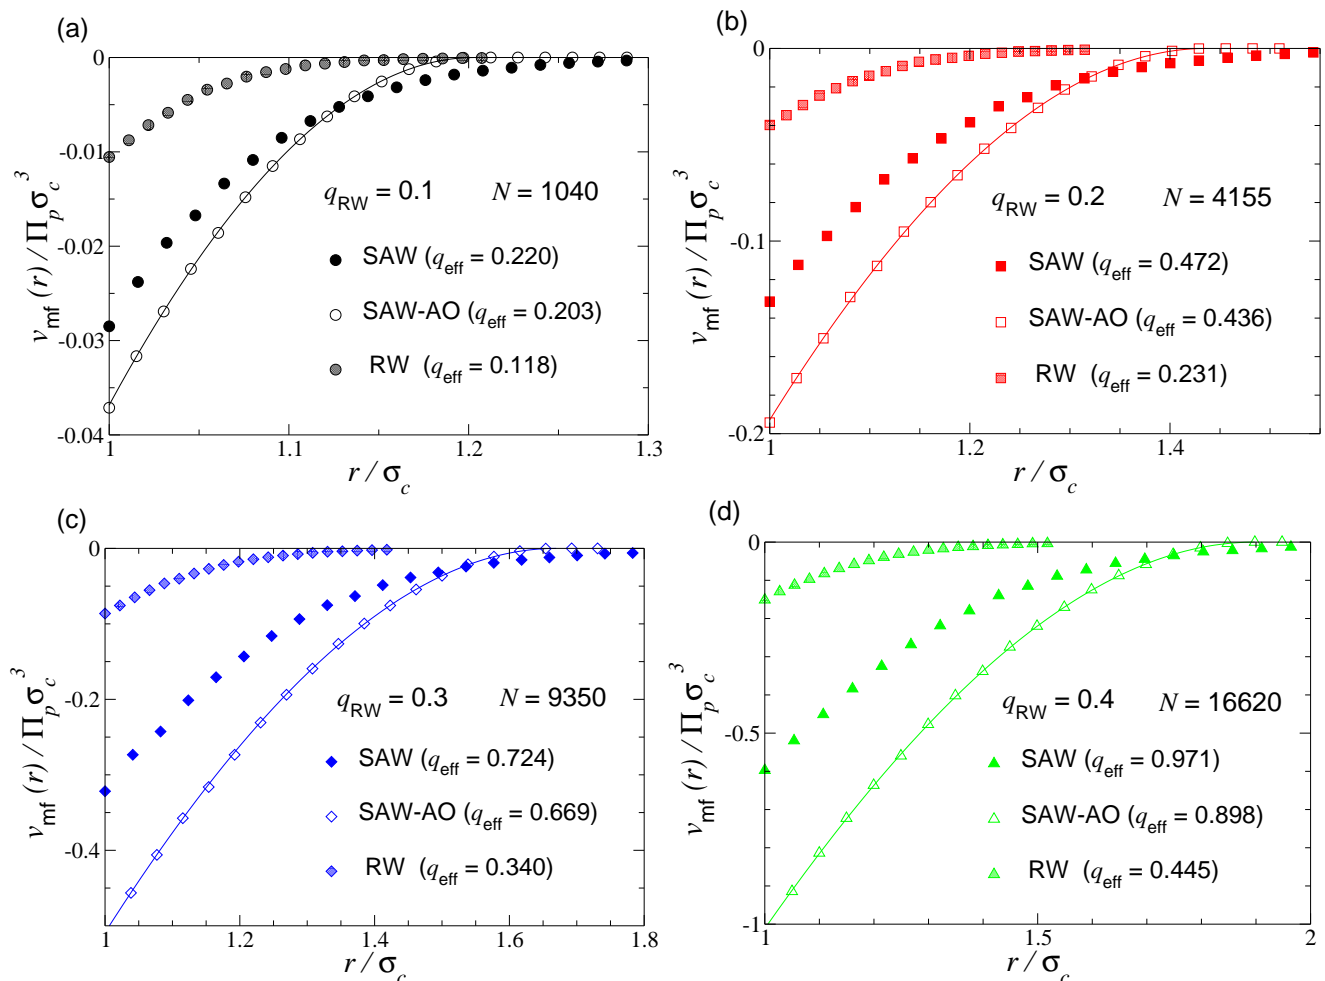 (a)
0
-0.01
-0.02
-0.03
-0.04
v_mf(r) / Π_p σ_c^3
q_RW = 0.1 N = 1040
SAW (q_eff = 0.220)
SAW-AO (q_eff = 0.203)
RW (q_eff = 0.118)
1 1.1 1.2 1.3
r / σ_c
(b)
0
-0.1
-0.2
v_mf(r) / Π_p σ_c^3
q_RW = 0.2 N = 4155
SAW (q_eff = 0.472)
SAW-AO (q_eff = 0.436)
RW (q_eff = 0.231)
1 1.2 1.4
r / σ_c
(c)
0
-0.2
-0.4
v_mf(r) / Π_p σ_c^3
q_RW = 0.3 N = 9350
SAW (q_eff = 0.724)
SAW-AO (q_eff = 0.669)
RW (q_eff = 0.340)
1 1.2 1.4 1.6 1.8
r / σ_c
(d)
0
-0.5
-1
v_mf(r) / Π_p σ_c^3
q_RW = 0.4 N = 16620
SAW (q_eff = 0.971)
SAW-AO (q_eff = 0.898)
RW (q_eff = 0.445)
1 1.5 2
r / σ_c